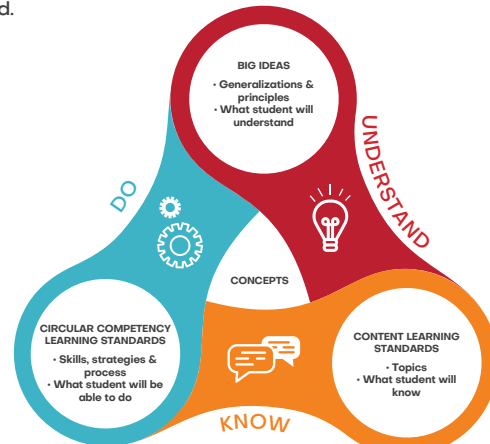 d.
BIG IDEAS
· Generalizations &
principles
· What student will
understand
DO
UNDERSTAND
CONCEPTS
CIRCULAR COMPETENCY
LEARNING STANDARDS
· Skills, strategies &
process
· What student will be
able to do
CONTENT LEARNING
STANDARDS
· Topics
· What student will
know
KNOW